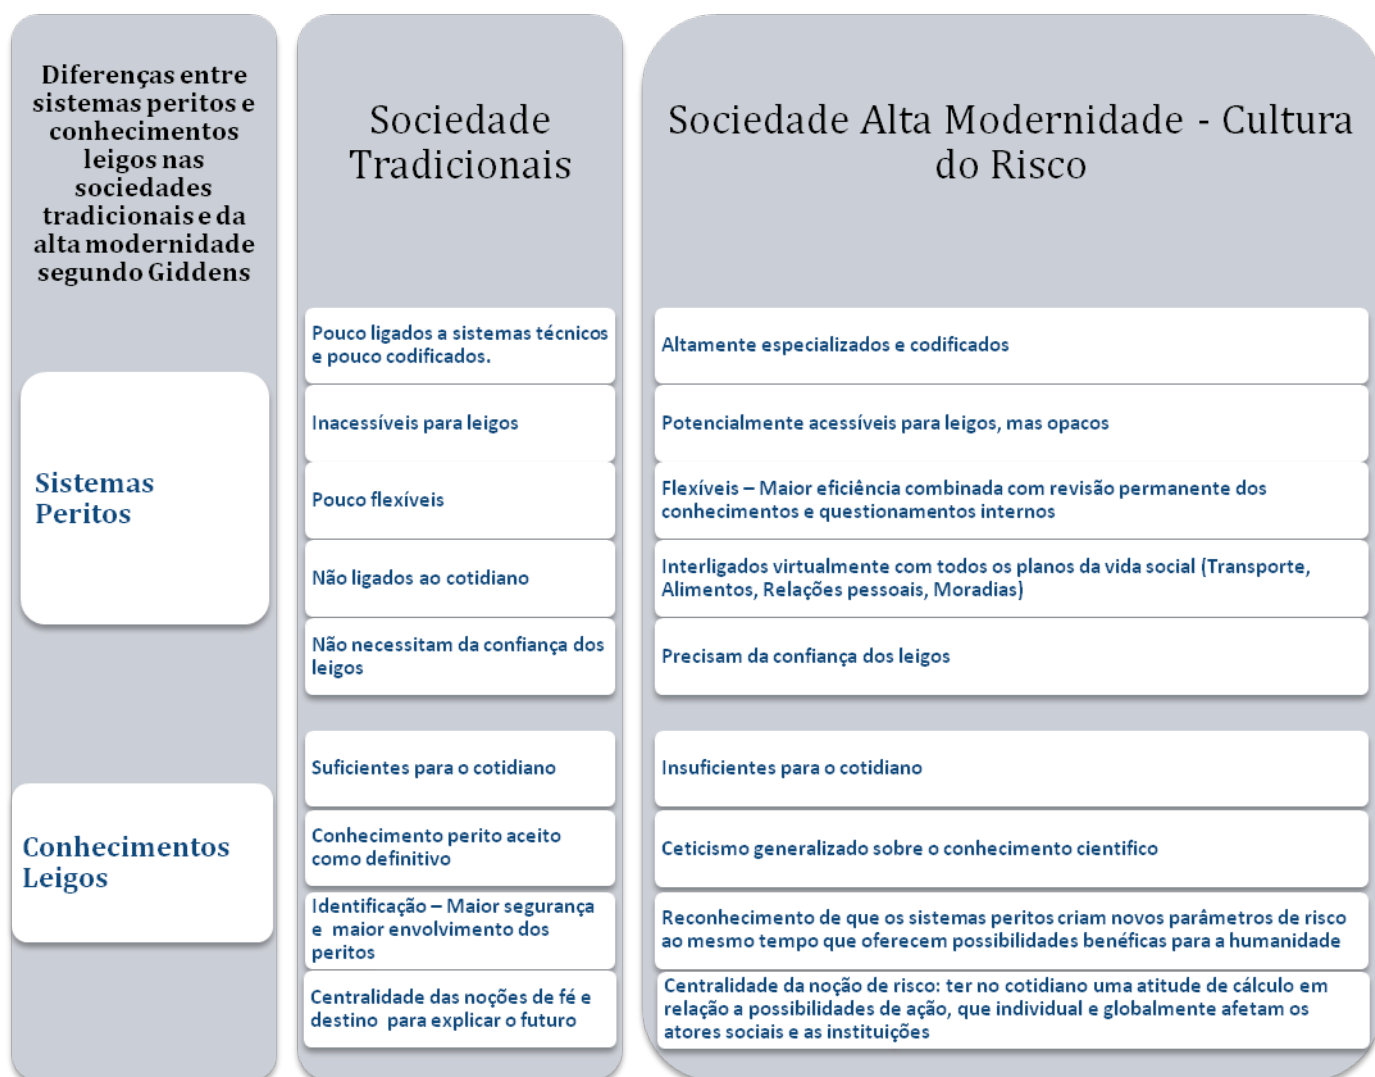 Diferenças entre
sistemas peritos e
conhecimentos
leigos nas
sociedades
tradicionais e da
alta modernidade
segundo Giddens
Sociedade
Tradicionais
Sociedade Alta Modernidade - Cultura
do Risco
Sistemas
Peritos
Pouco ligados a sistemas técnicos
e pouco codificados.
Altamente especializados e codificados
Inacessíveis para leigos
Potencialmente acessíveis para leigos, mas opacos
Pouco flexíveis
Flexíveis – Maior eficiência combinada com revisão permanente dos
conhecimentos e questionamentos internos
Não ligados ao cotidiano
Interligados virtualmente com todos os planos da vida social (Transporte,
Alimentos, Relações pessoais, Moradias)
Não necessitam da confiança dos
leigos
Precisam da confiança dos leigos
Conhecimentos
Leigos
Suficientes para o cotidiano
Insuficientes para o cotidiano
Conhecimento perito aceito
como definitivo
Ceticismo generalizado sobre o conhecimento cientifico
Identificação – Maior segurança
e maior envolvimento dos
peritos
Reconhecimento de que os sistemas peritos criam novos parâmetros de risco
ao mesmo tempo que oferecem possibilidades benéficas para a humanidade
Centralidade das noções de fé e
destino para explicar o futuro
Centralidade da noção de risco: ter no cotidiano uma atitude de cálculo em
relação a possibilidades de ação, que individual e globalmente afetam os
atores sociais e as instituições